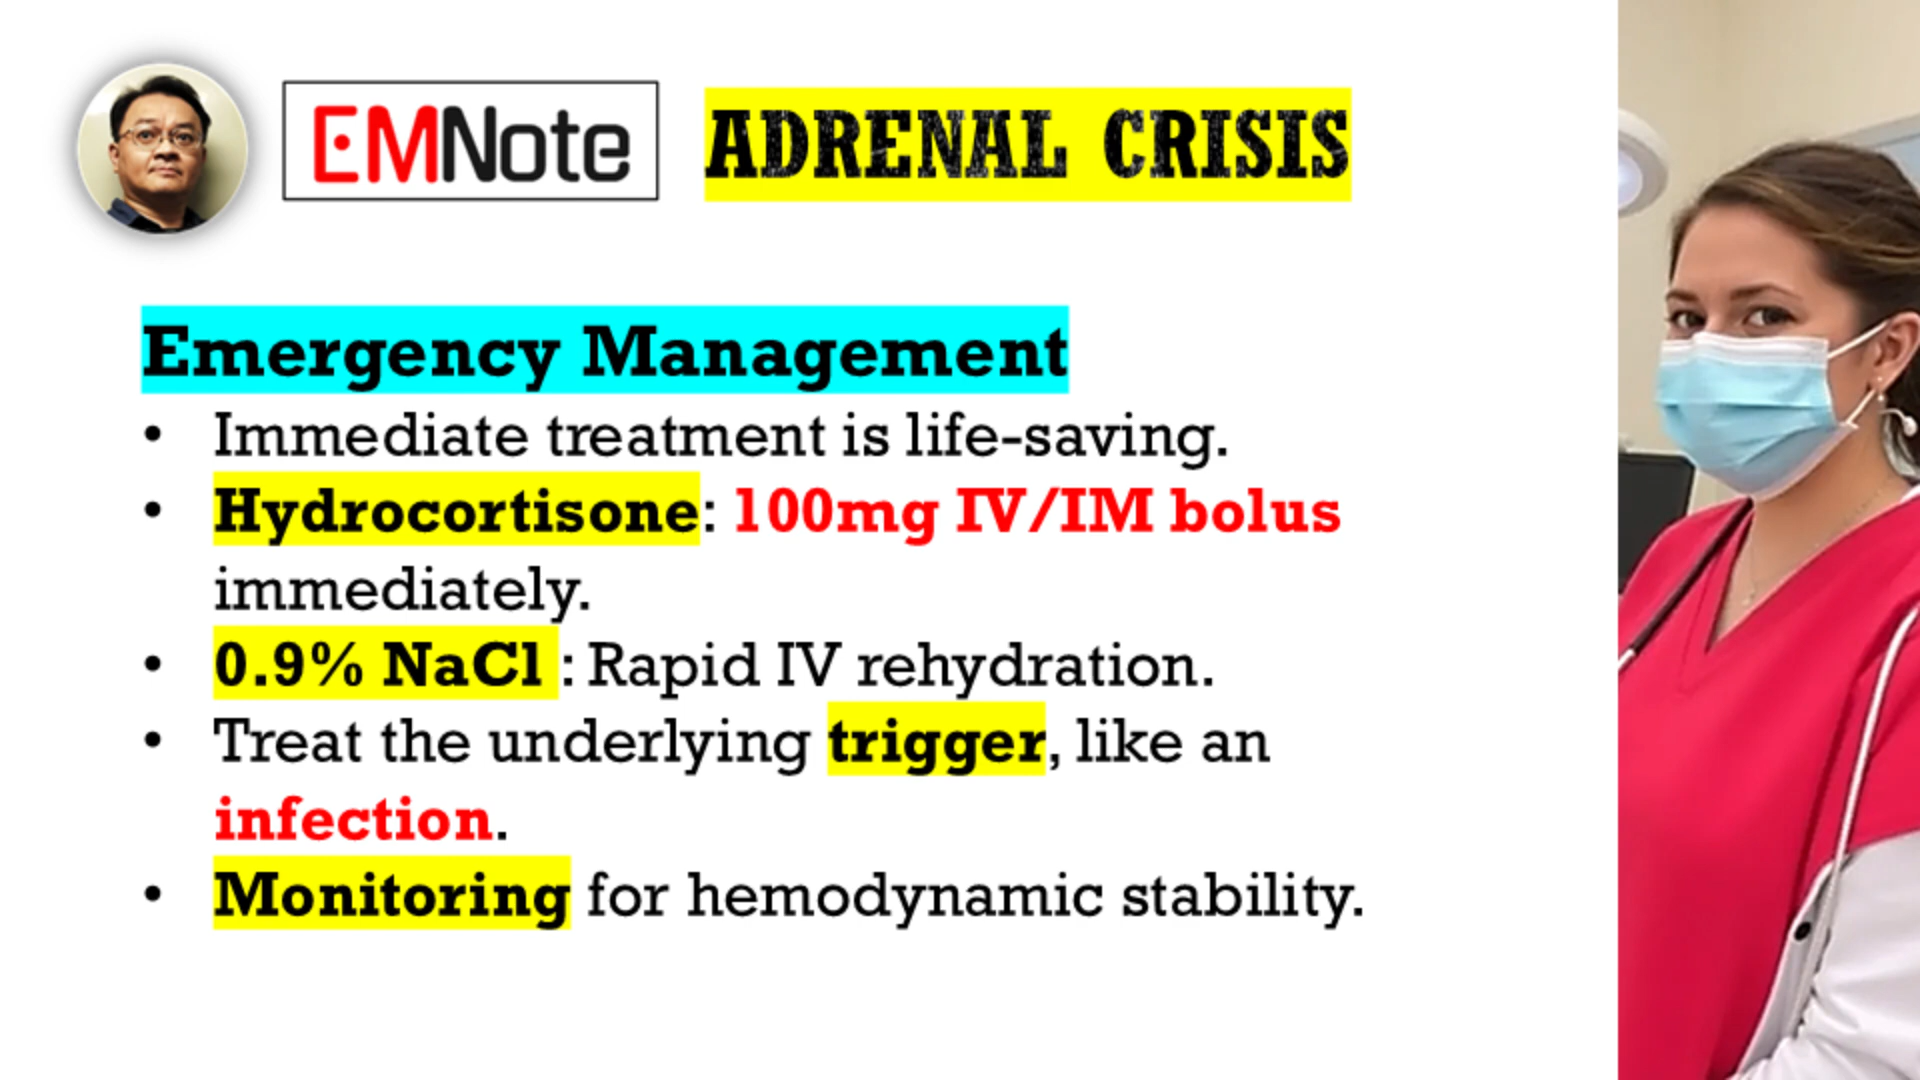 EMNote
ADRENAL CRISIS
Emergency Management
• Immediate treatment is life-saving.
• Hydrocortisone: 100mg IV/IM bolus
immediately.
• 0.9% NaCl : Rapid IV rehydration.
• Treat the underlying trigger, like an
infection.
• Monitoring for hemodynamic stability.